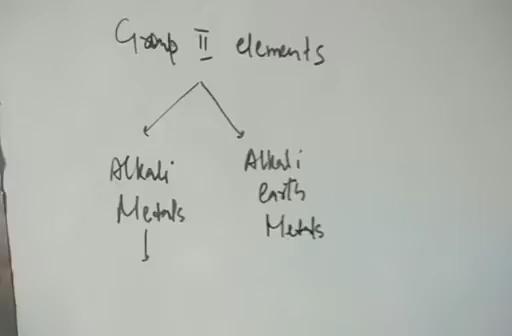 Group II elements
Alkali
Metals
Alkali
earth
Metals